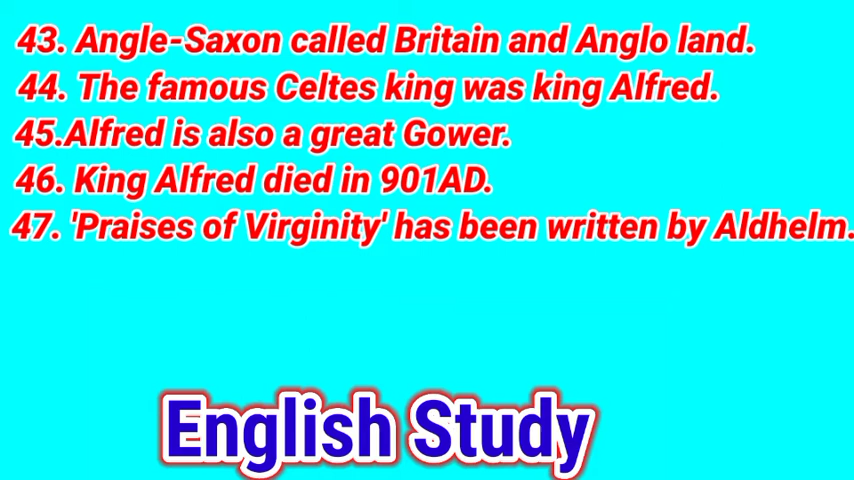 43. Angle-Saxon called Britain and Anglo land.
44. The famous Celtes king was king Alfred.
45.Alfred is also a great Gower.
46. King Alfred died in 901AD.
47. 'Praises of Virginity' has been written by Aldhelm.
English Study